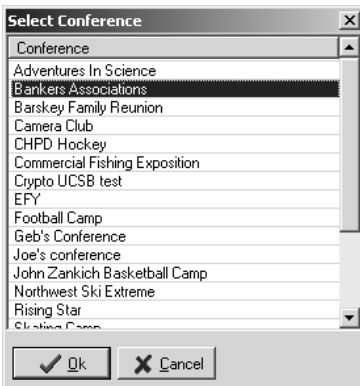 Select Conference
Conference
Adventures In Science
Bankers Associations
Barskey Family Reunion
Camera Club
CHPD Hockey
Commercial Fishing Exposition
Crypto UCSB test
EFY
Football Camp
Geb's Conference
Joe's conference
John Zankich Basketball Camp
Northwest Ski Extreme
Rising Star
Skating Camp
Ok
Cancel